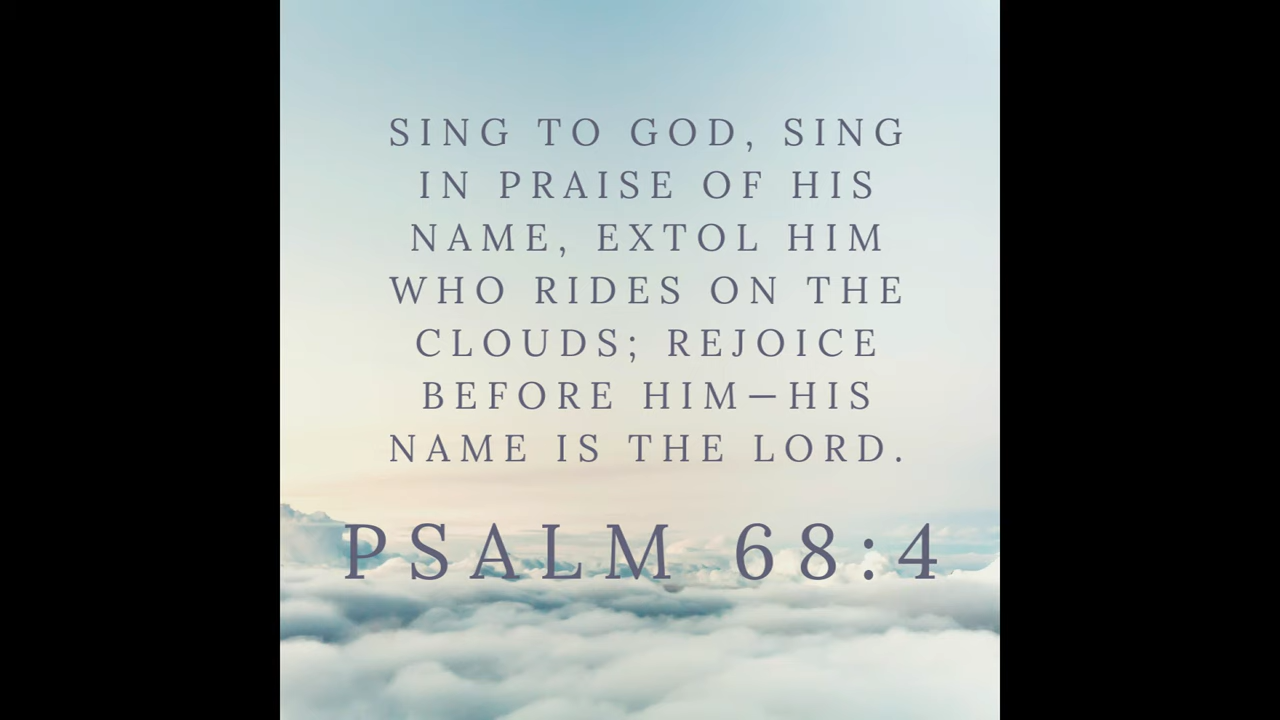 SING TO GOD, SING
IN PRAISE OF HIS
NAME, EXTOL HIM
WHO RIDES ON THE
CLOUDS; REJOICE
BEFORE HIM—HIS
NAME IS THE LORD.
PSALM 68:4